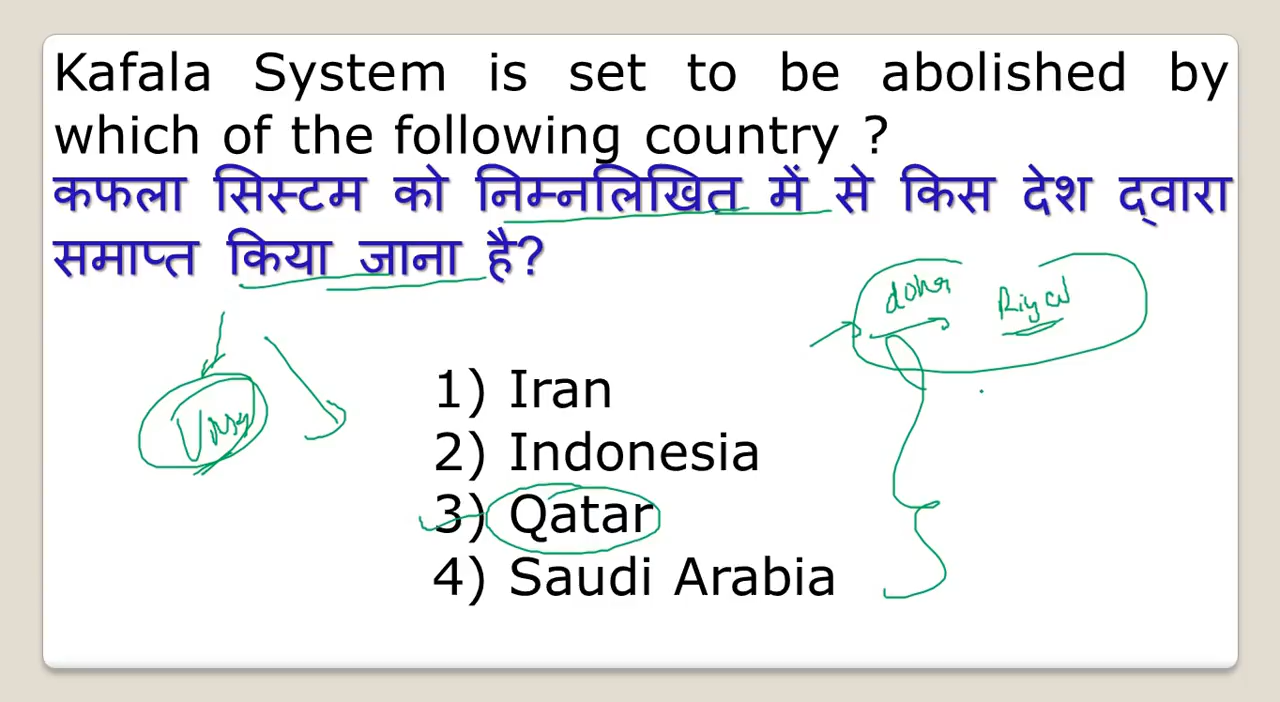 Kafala System is set to be abolished by
which of the following country ?
कफला सिस्टम को निम्नलिखित में से किस देश द्वारा
समाप्त किया जाना है?
doha Riyal
1) Iran
2) Indonesia
3) Qatar
4) Saudi Arabia